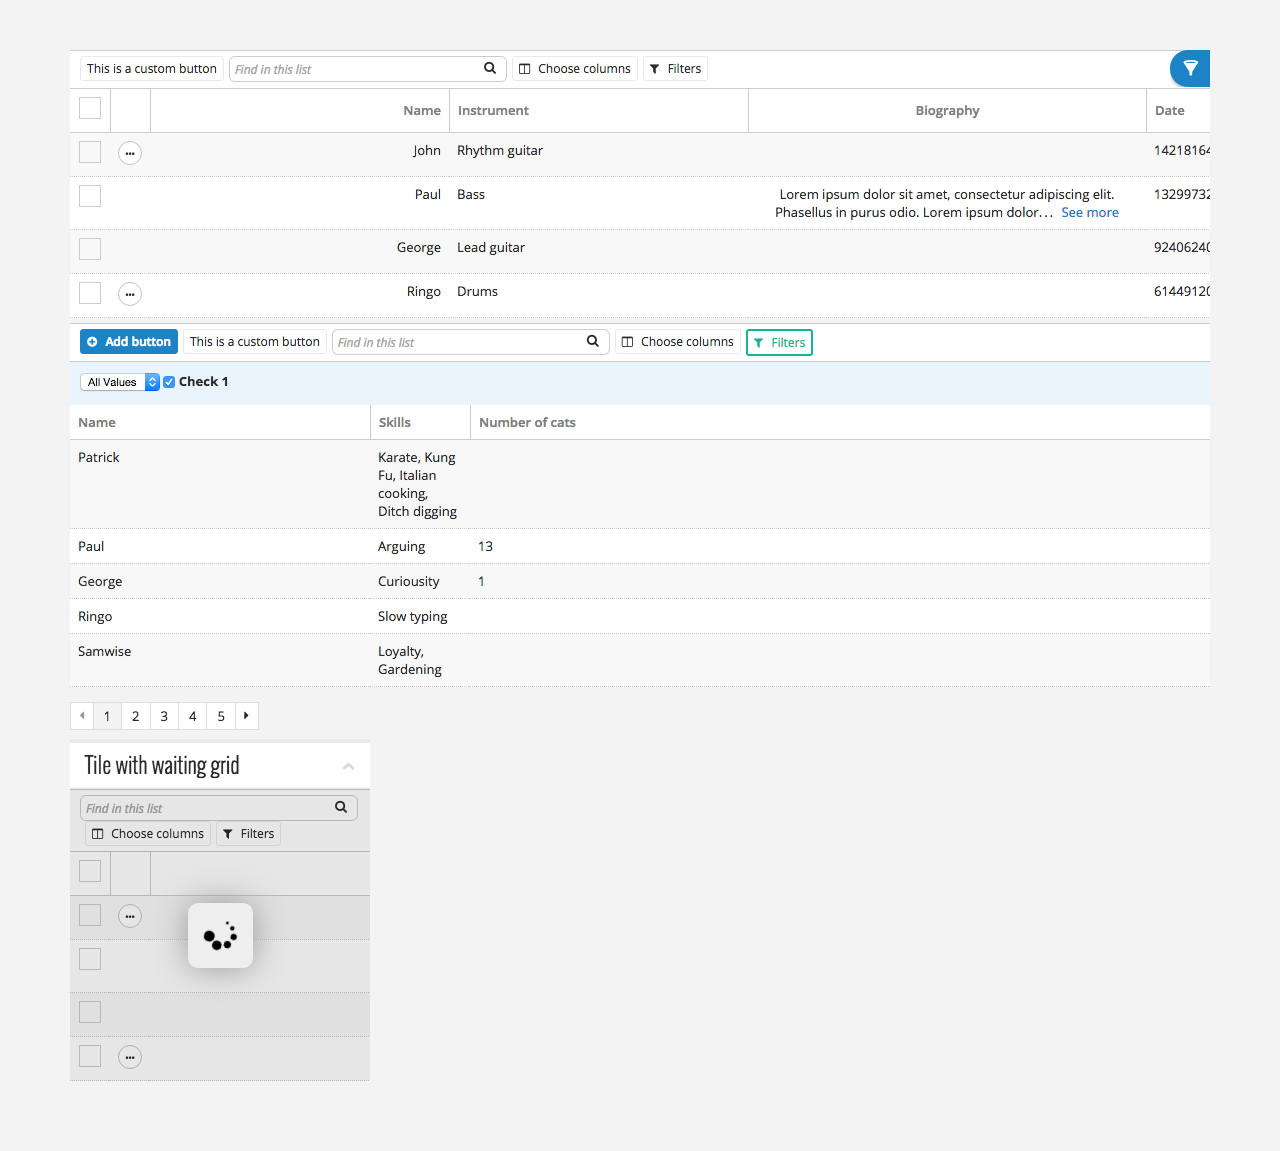 This is a custom button Find in this list Choose columns Filters
Name Instrument Biography Date
John Rhythm guitar 14218164
Paul Bass Lorem ipsum dolor sit amet, consectetur adipiscing elit. 13299732
Phasellus in purus odio. Lorem ipsum dolor... See more
George Lead guitar 92406240
Ringo Drums 61449120
Add button This is a custom button Find in this list Choose columns Filters
All Values Check 1
Name Skills Number of cats
Patrick Karate, Kung
Fu, Italian
cooking,
Ditch digging
Paul Arguing 13
George Curiousity 1
Ringo Slow typing
Samwise Loyalty,
Gardening
1 2 3 4 5
Tile with waiting grid
Find in this list
Choose columns Filters